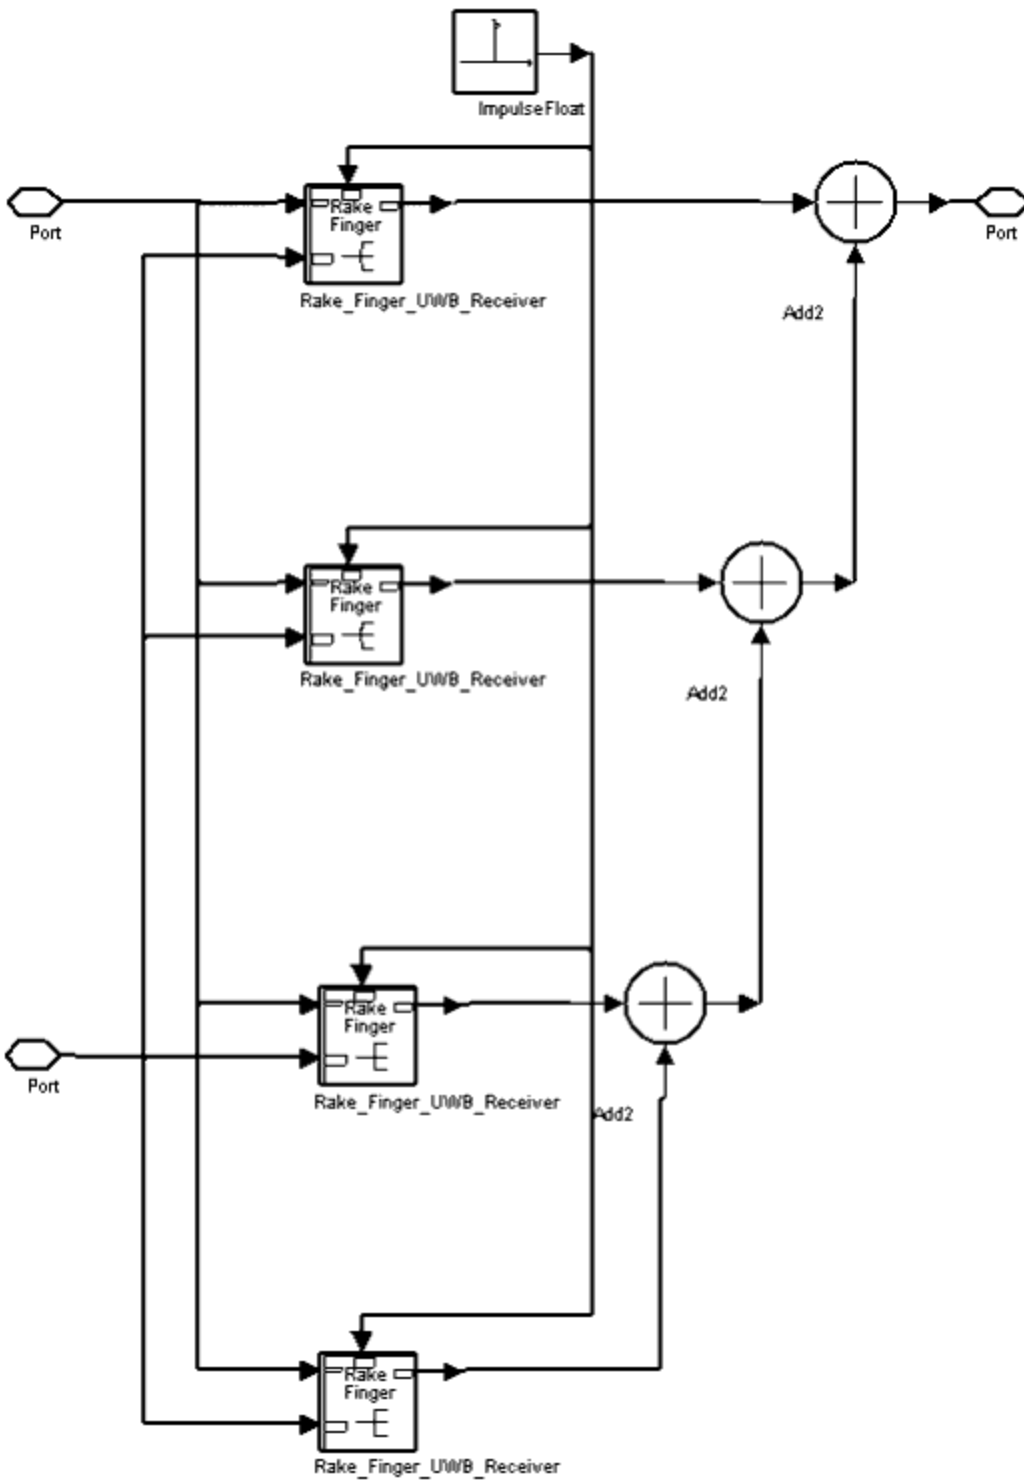 ImpulseFloat
Port
Rake
Finger
Rake_Finger_UWB_Receiver
Port
Add2
Rake
Finger
Rake_Finger_UWB_Receiver
Add2
Rake
Finger
Port
Rake_Finger_UWB_Receiver
Add2
Rake
Finger
Rake_Finger_UWB_Receiver